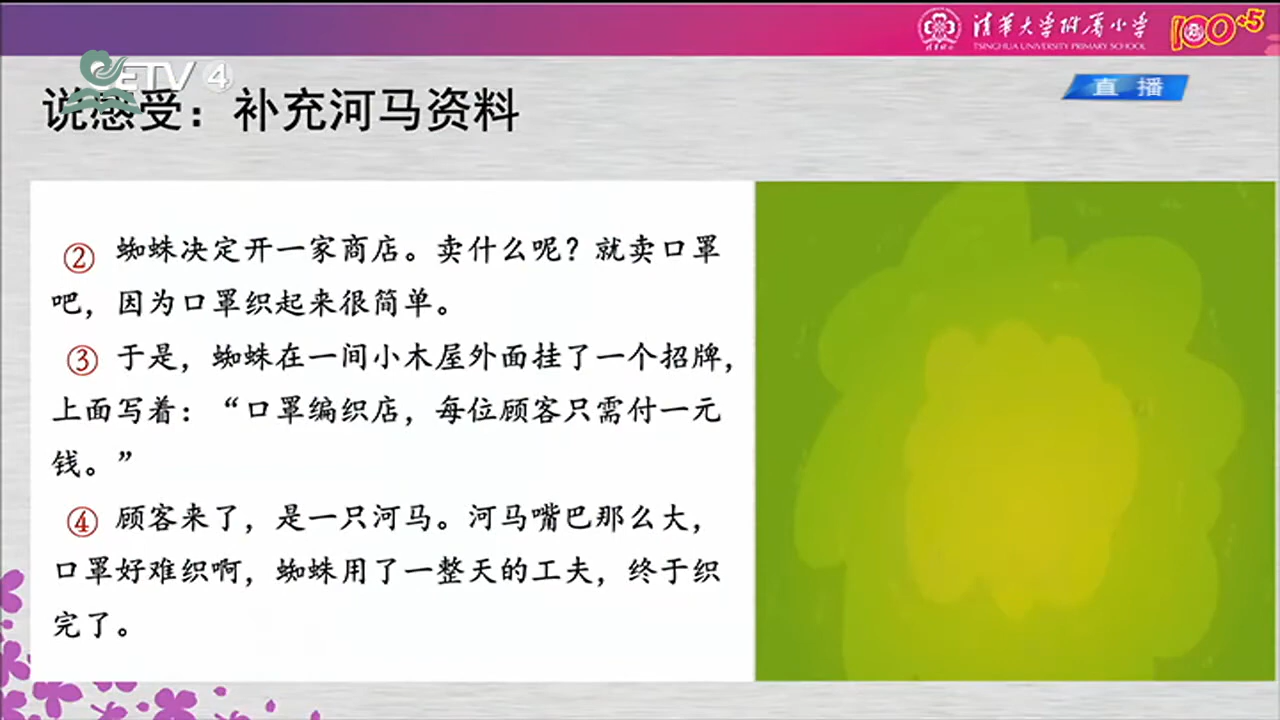 清华大学附属小学
TSINGHUA UNIVERSITY PRIMARY SCHOOL
100+5
CETV 4
直播
说感受：补充河马资料
② 蜘蛛决定开一家商店。卖什么呢？就卖口罩
吧，因为口罩织起来很简单。
③ 于是，蜘蛛在一间小木屋外面挂了一个招牌，
上面写着：“口罩编织店，每位顾客只需付一元
钱。”
④ 顾客来了，是一只河马。河马嘴巴那么大，
口罩好难织啊，蜘蛛用了一整天的工夫，终于织
完了。